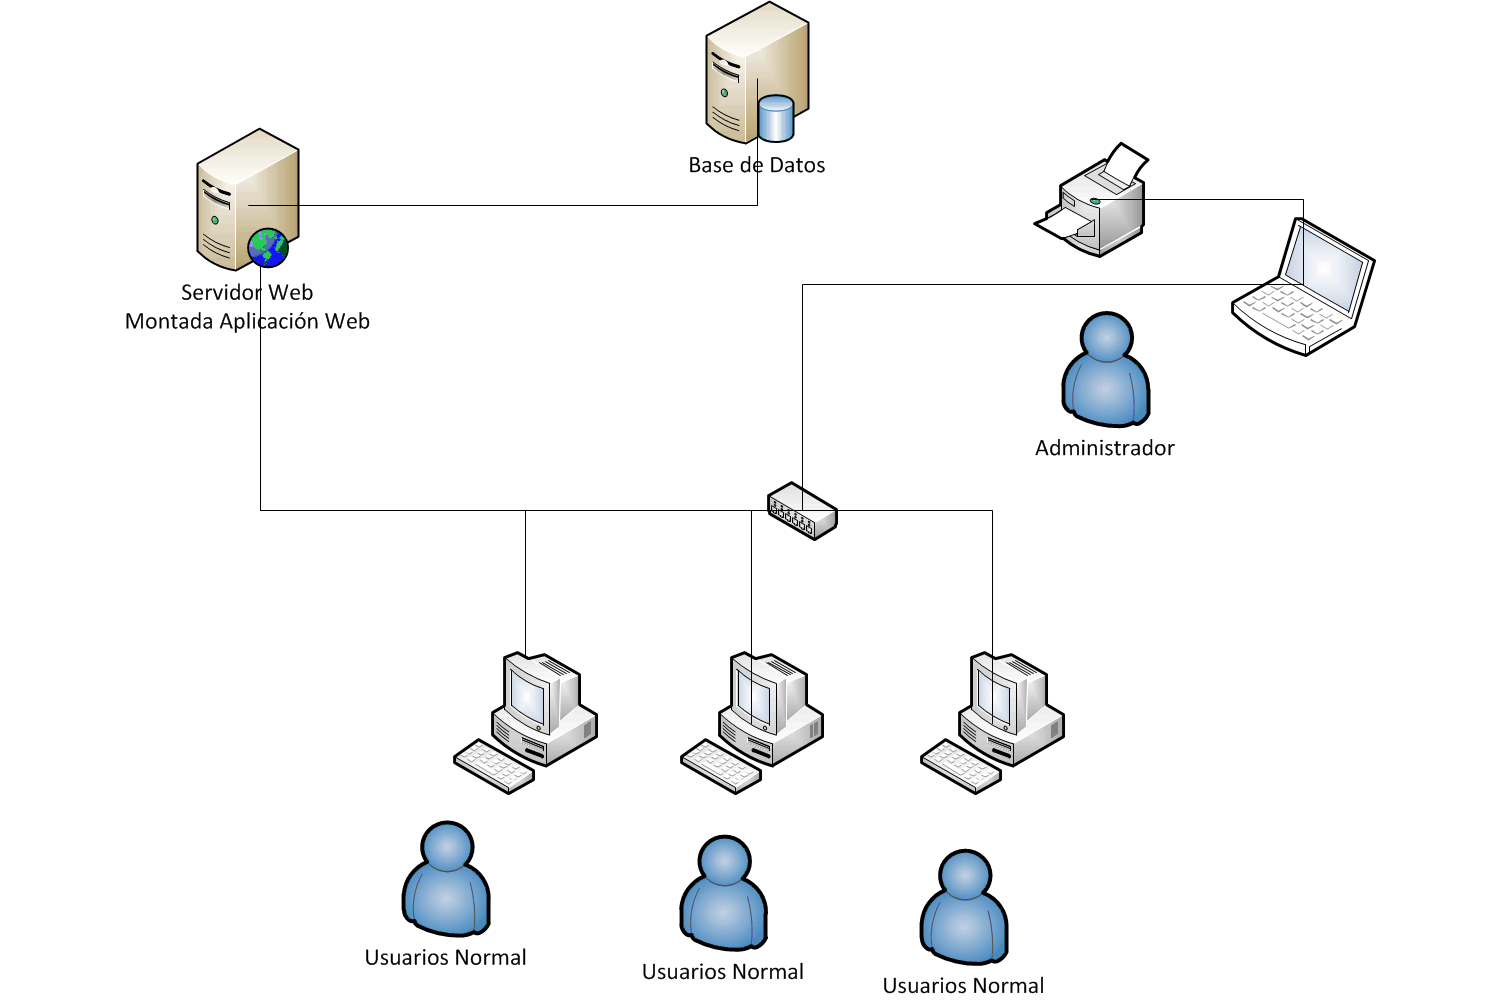 Base de Datos
Servidor Web
Montada Aplicación Web
Administrador
Usuarios Normal
Usuarios Normal
Usuarios Normal